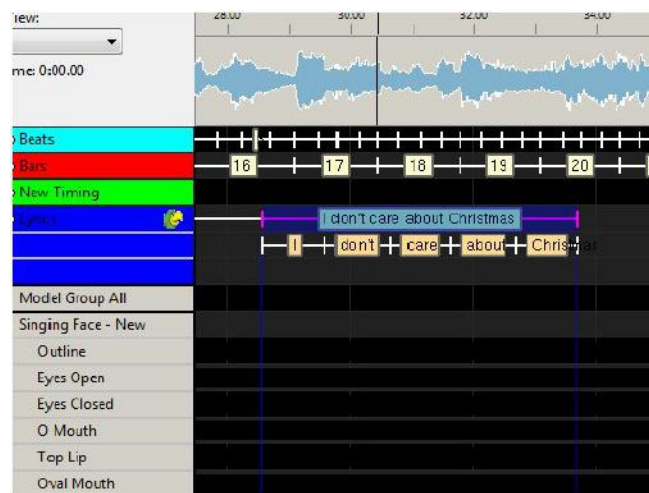 View:
28.00 30.00 32.00 34.00
me: 0:00.00
Beats
Bars 16 17 18 19 20
New Timing
Lyrics I don't care about Christmas
I don't care about Christmas
Model Group All
Singing Face - New
Outline
Eyes Open
Eyes Closed
O Mouth
Top Lip
Oval Mouth